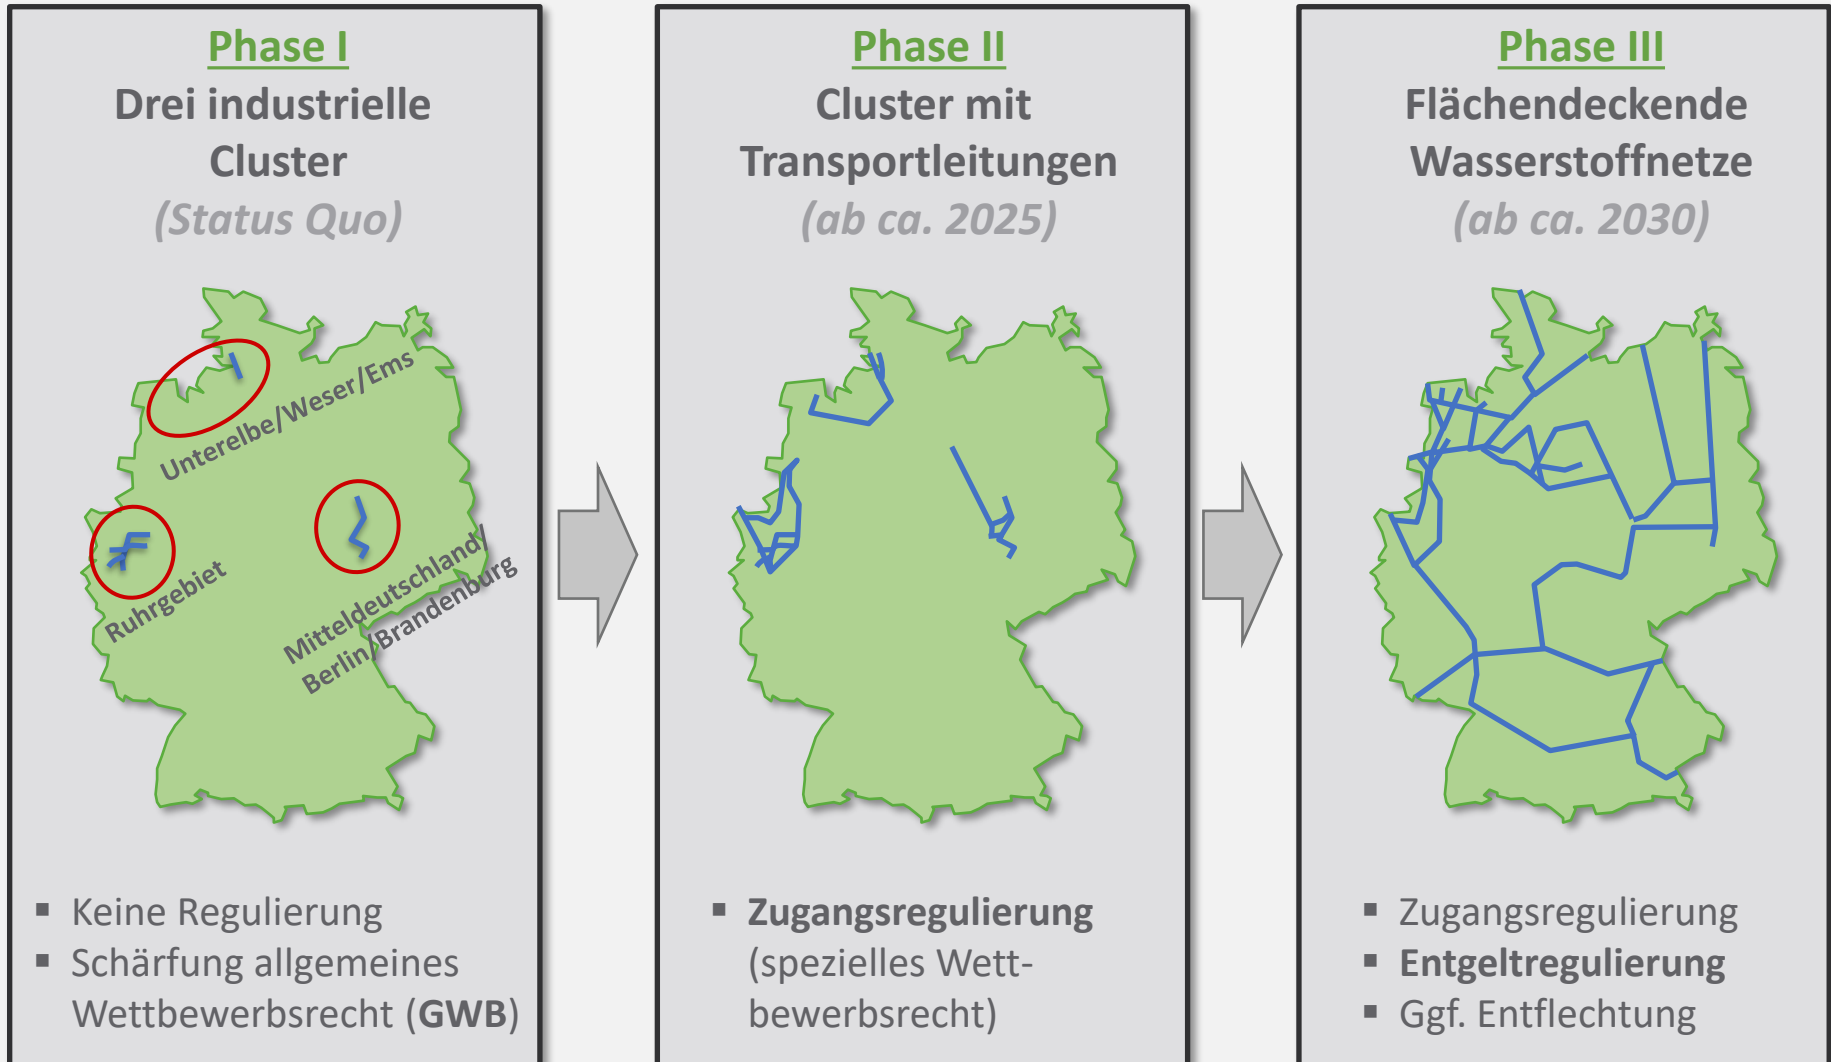 Phase I
Drei industrielle
Cluster
(Status Quo)
Unterelbe/Weser/Ems
Ruhrgebiet
Mitteldeutschland/
Berlin/Brandenburg
▪ Keine Regulierung
▪ Schärfung allgemeines
Wettbewerbsrecht (GWB)
Phase II
Cluster mit
Transportleitungen
(ab ca. 2025)
▪ Zugangsregulierung
(spezielles Wett-
bewerbsrecht)
Phase III
Flächendeckende
Wasserstoffnetze
(ab ca. 2030)
▪ Zugangsregulierung
▪ Entgeltregulierung
▪ Ggf. Entflechtung